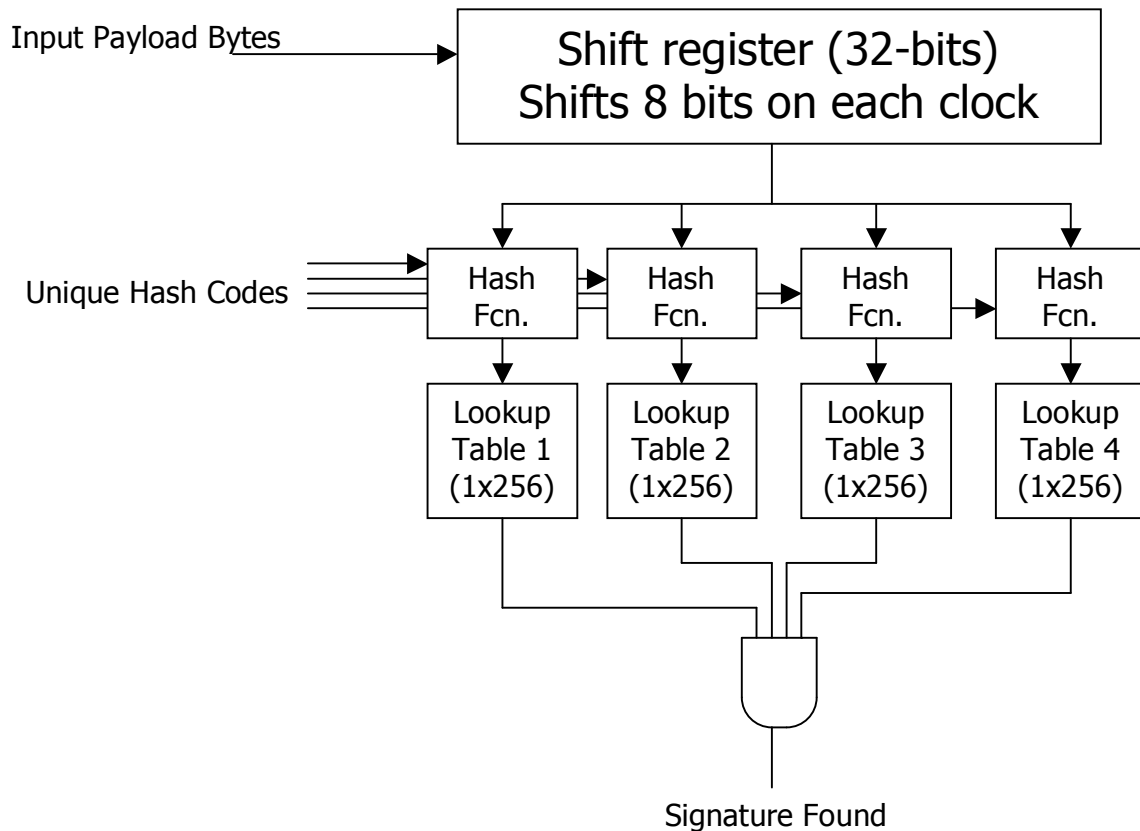 Input Payload Bytes
Shift register (32-bits)
Shifts 8 bits on each clock
Unique Hash Codes
Hash
Fcn.
Hash
Fcn.
Hash
Fcn.
Hash
Fcn.
Lookup
Table 1
(1x256)
Lookup
Table 2
(1x256)
Lookup
Table 3
(1x256)
Lookup
Table 4
(1x256)
Signature Found